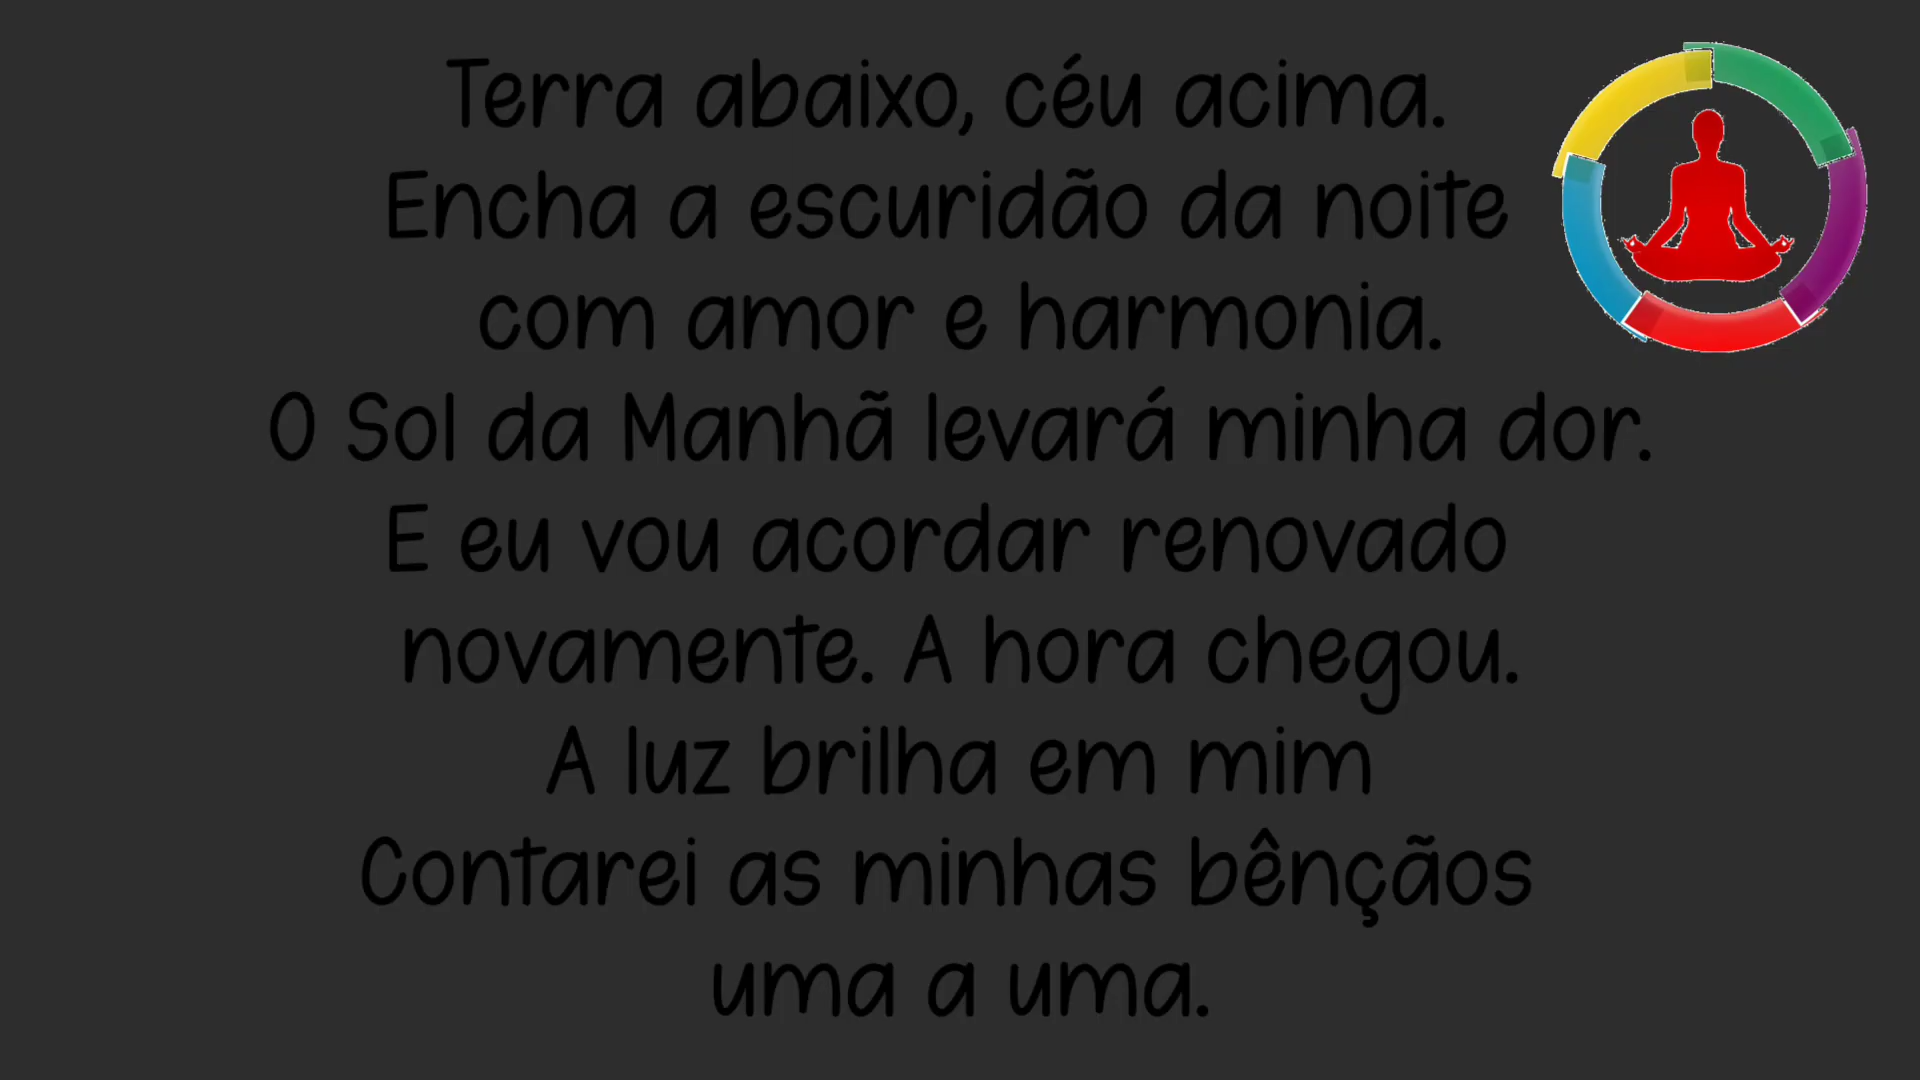 Terra abaixo, céu acima.
Encha a escuridão da noite
com amor e harmonia.
O Sol da Manhã levará minha dor.
E eu vou acordar renovado
novamente. A hora chegou.
A luz brilha em mim
Contarei as minhas bênçãos
uma a uma.